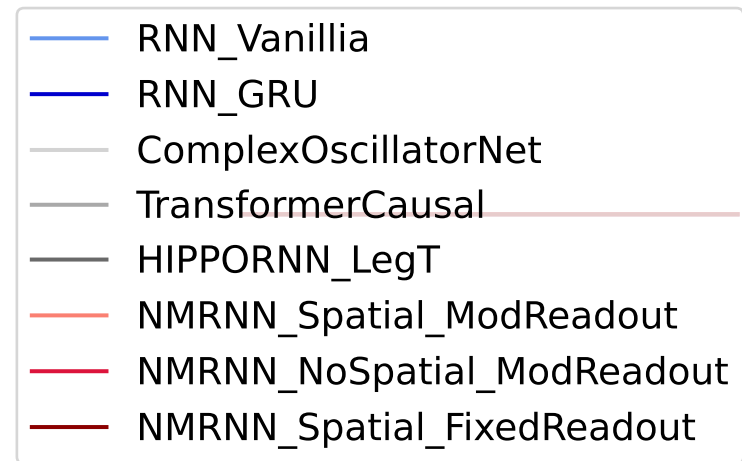 RNN_Vanillia
RNN_GRU
ComplexOscillatorNet
TransformerCausal
HIPPORNN_LegT
NMRNN_Spatial_ModReadout
NMRNN_NoSpatial_ModReadout
NMRNN_Spatial_FixedReadout